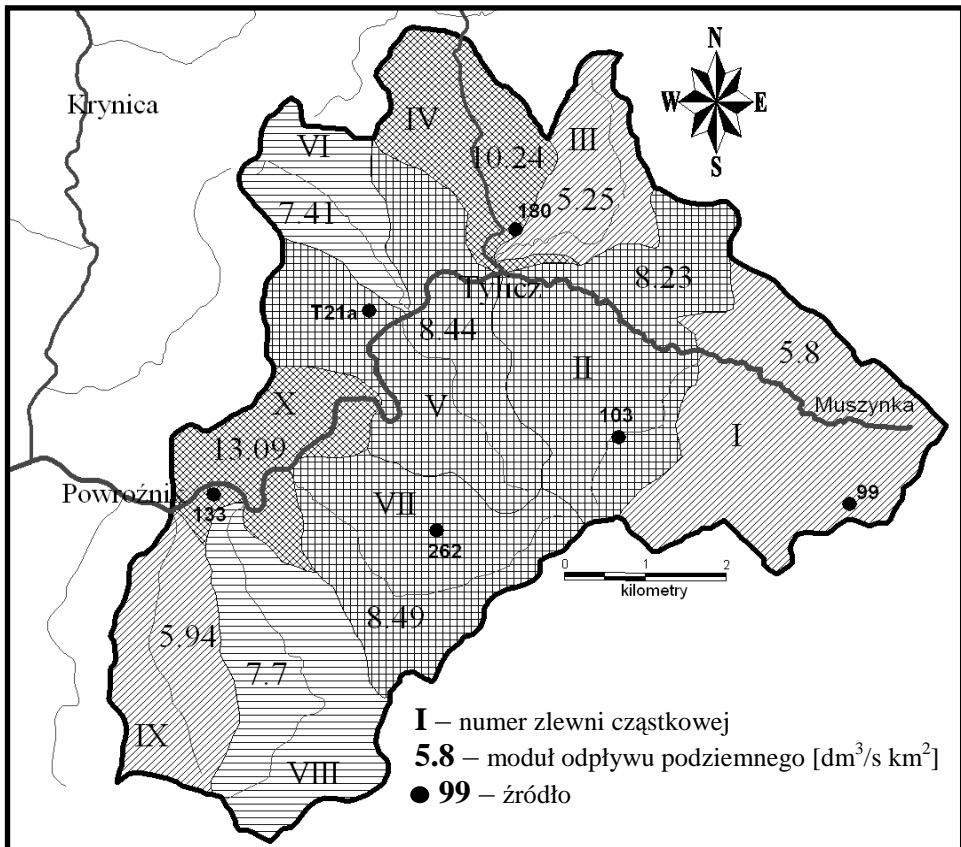 N
W E
S
Krynica
IV
III
VI
10.24
5.25
7.41
180
8.23
Tylicz
T21a
8.44
5.8
II
X
V
Muszynka
103
I
13.09
Powroźnik
133
VII
99
262
0 1 2
kilometry
8.49
5.94
7.7
IX
VIII
I – numer zlewni cząstkowej
5.8 – moduł odpływu podziemnego [dm³/s km²]
99 – źródło